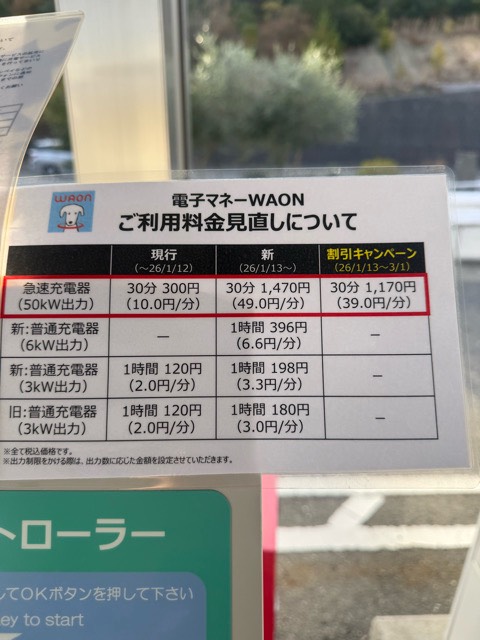 WAON
電子マネーWAON
ご利用料金見直しについて
現行 新 割引キャンペーン
(~26/1/12) (26/1/13~) (26/1/13~3/1)
急速充電器 30分 300円 30分 1,470円 30分 1,170円
(50kW出力) (10.0円/分) (49.0円/分) (39.0円/分)
新:普通充電器 ー 1時間 396円 ー
(6kW出力) (6.6円/分)
新:普通充電器 1時間 120円 1時間 198円 ー
(3kW出力) (2.0円/分) (3.3円/分)
旧:普通充電器 1時間 120円 1時間 180円 ー
(3kW出力) (2.0円/分) (3.0円/分)
※全て税込価格です。
※出力制限をかける際は、出力数に応じた金額を設定させていただきます。
トローラー
してOKボタンを押して下さい
ey to start